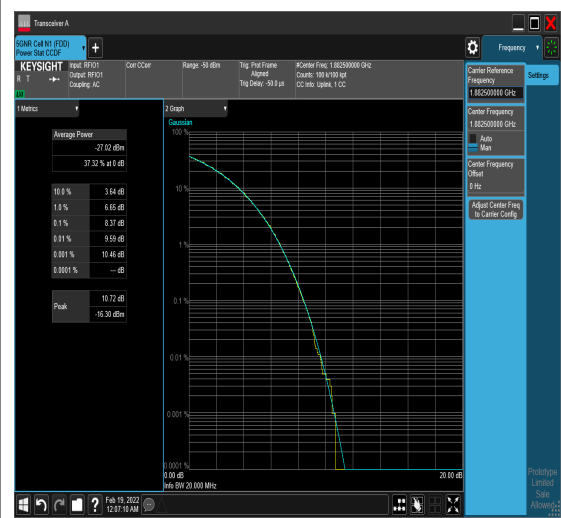 Transceiver A
5GNR Cell N1 (FDD)
Power Stat CCDF
Frequency
KEYSIGHT
R T
LXI
Input: RFIO1
Output: RFIO1
Coupling: AC
Corr CCorr
Range: -50 dBm
Trig: Prot Frame
Aligned
Trig Delay: -50.0 µs
#Center Freq: 1.882500000 GHz
Counts: 100 k/100 kpt
CC Info: Uplink, 1 CC
Carrier Reference
Frequency
1.882500000 GHz
Settings
Center Frequency
1.882500000 GHz
Auto
Man
Center Frequency
Offset
0 Hz
Adjust Center Freq
to Carrier Config
1 Metrics
Average Power
-27.02 dBm
37.32 % at 0 dB
10.0 % 3.64 dB
1.0 % 6.65 dB
0.1 % 8.37 dB
0.01 % 9.59 dB
0.001 % 10.46 dB
0.0001 % --- dB
Peak
10.72 dB
-16.30 dBm
2 Graph
Gaussian
100 %
10 %
1 %
0.1 %
0.01 %
0.001 %
0.0001 %
0.00 dB
20.00 dB
Info BW 20.000 MHz
Feb 19, 2022
12:07:10 AM
Prototype
Limited
Sale
Allowed